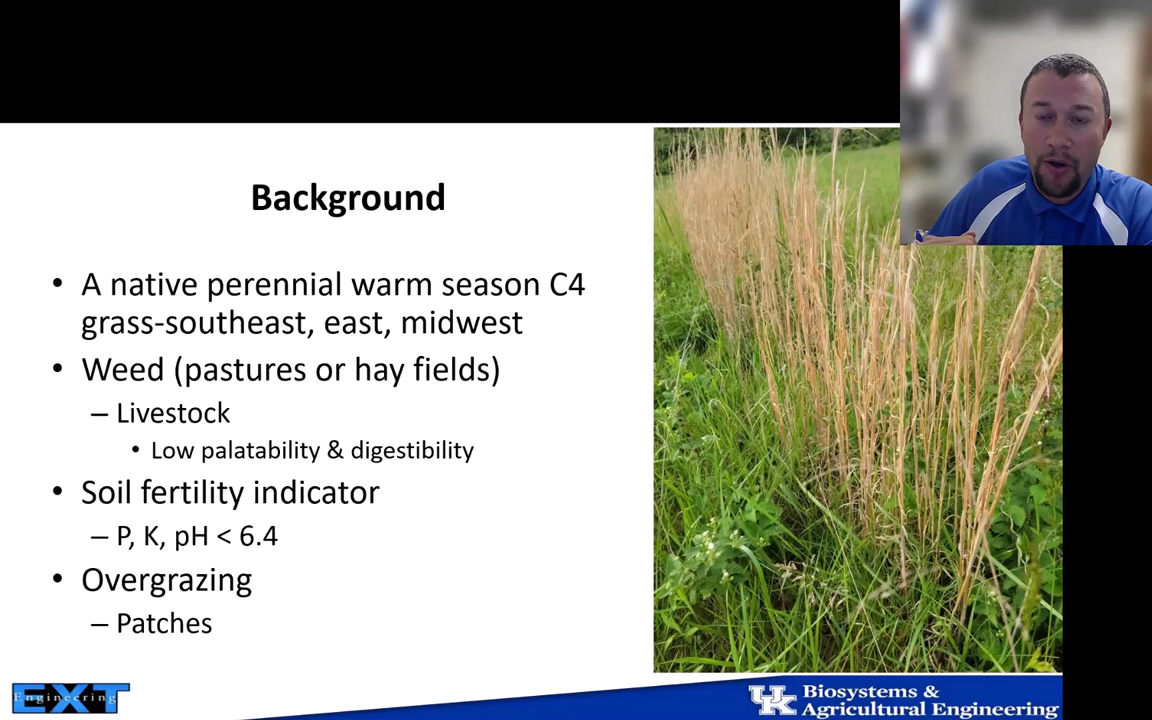 Background
• A native perennial warm season C4
grass-southeast, east, midwest
• Weed (pastures or hay fields)
– Livestock
• Low palatability & digestibility
• Soil fertility indicator
– P, K, pH < 6.4
• Overgrazing
– Patches
EXT
Engineering
UK
Biosystems &
Agricultural Engineering